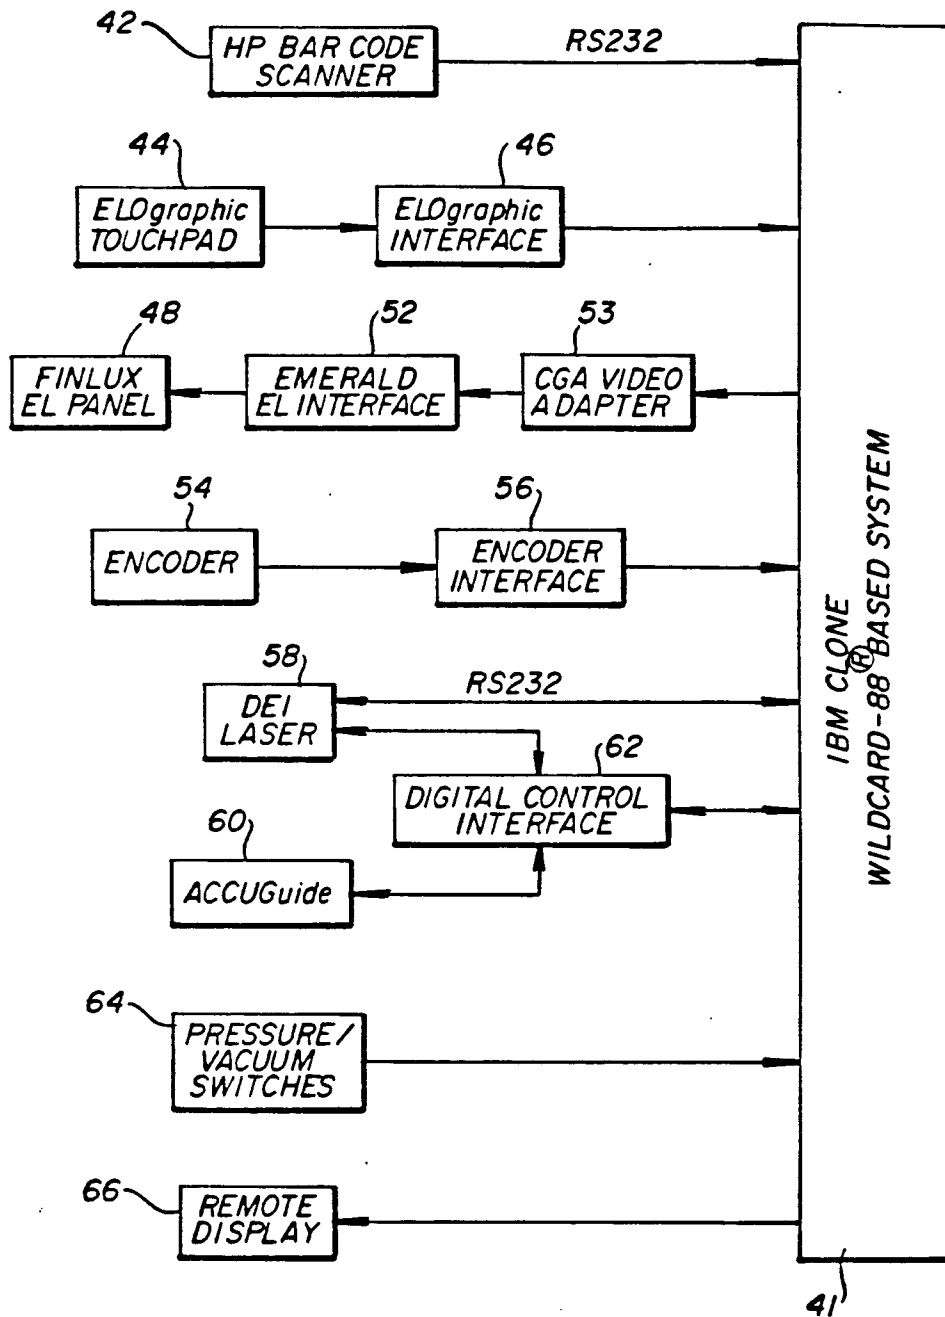 42
HP BAR CODE
SCANNER
RS232
44
46
ELOgraphic
TOUCHPAD
ELOgraphic
INTERFACE
48
52
53
FINLUX
EL PANEL
EMERALD
EL INTERFACE
CGA VIDEO
ADAPTER
54
56
ENCODER
ENCODER
INTERFACE
58
DEI
LASER
RS232
62
DIGITAL CONTROL
INTERFACE
60
ACCUGuide
64
PRESSURE/
VACUUM
SWITCHES
66
REMOTE
DISPLAY
IBM CLONE
WILDCARD-88® BASED SYSTEM
41